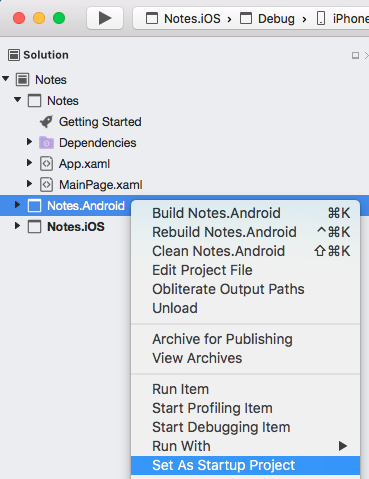 Notes.iOS > Debug > iPhone
Solution
Notes
Notes
Getting Started
Dependencies
App.xaml
MainPage.xaml
Notes.Android
Notes.iOS
Build Notes.Android ⌘K
Rebuild Notes.Android ^⌘K
Clean Notes.Android ⇧⌘K
Edit Project File
Obliterate Output Paths
Unload
Archive for Publishing
View Archives
Run Item
Start Profiling Item
Start Debugging Item
Run With
Set As Startup Project